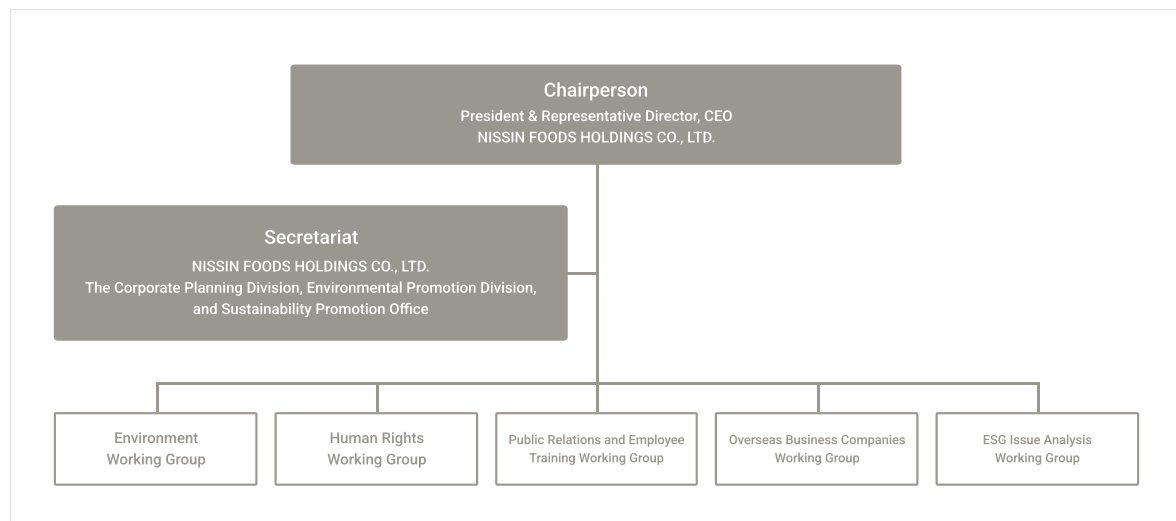 Chairperson
President & Representative Director, CEO
NISSIN FOODS HOLDINGS CO., LTD.
Secretariat
NISSIN FOODS HOLDINGS CO., LTD.
The Corporate Planning Division, Environmental Promotion Division,
and Sustainability Promotion Office
Environment
Working Group
Human Rights
Working Group
Public Relations and Employee
Training Working Group
Overseas Business Companies
Working Group
ESG Issue Analysis
Working Group